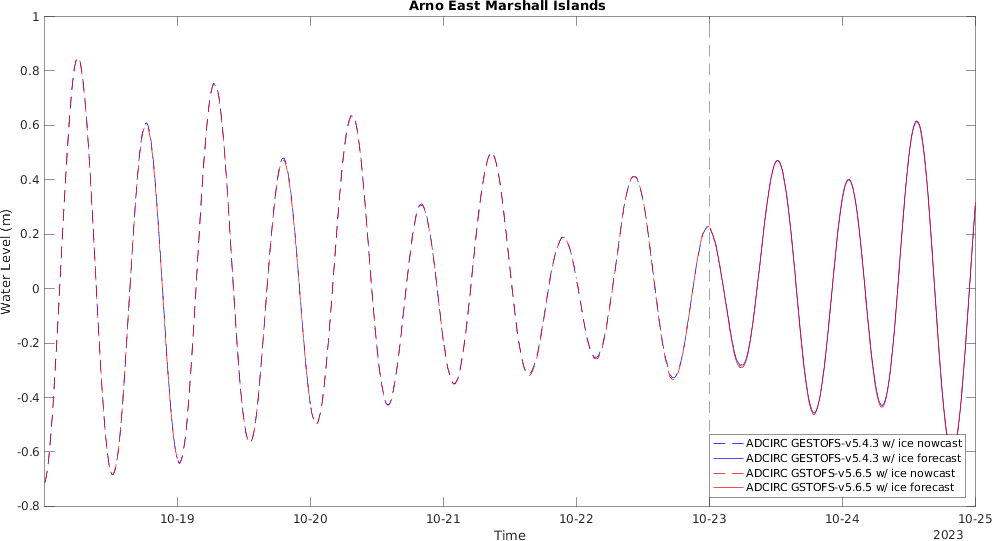 Arno East Marshall Islands
1
0.8
0.6
0.4
0.2
0
-0.2
-0.4
-0.6
-0.8
Water Level (m)
ADCIRC GESTOFS-v5.4.3 w/ ice nowcast
ADCIRC GESTOFS-v5.4.3 w/ ice forecast
ADCIRC GSTOFS-v5.6.5 w/ ice nowcast
ADCIRC GSTOFS-v5.6.5 w/ ice forecast
10-19 10-20 10-21 10-22 10-23 10-24 10-25
Time
2023